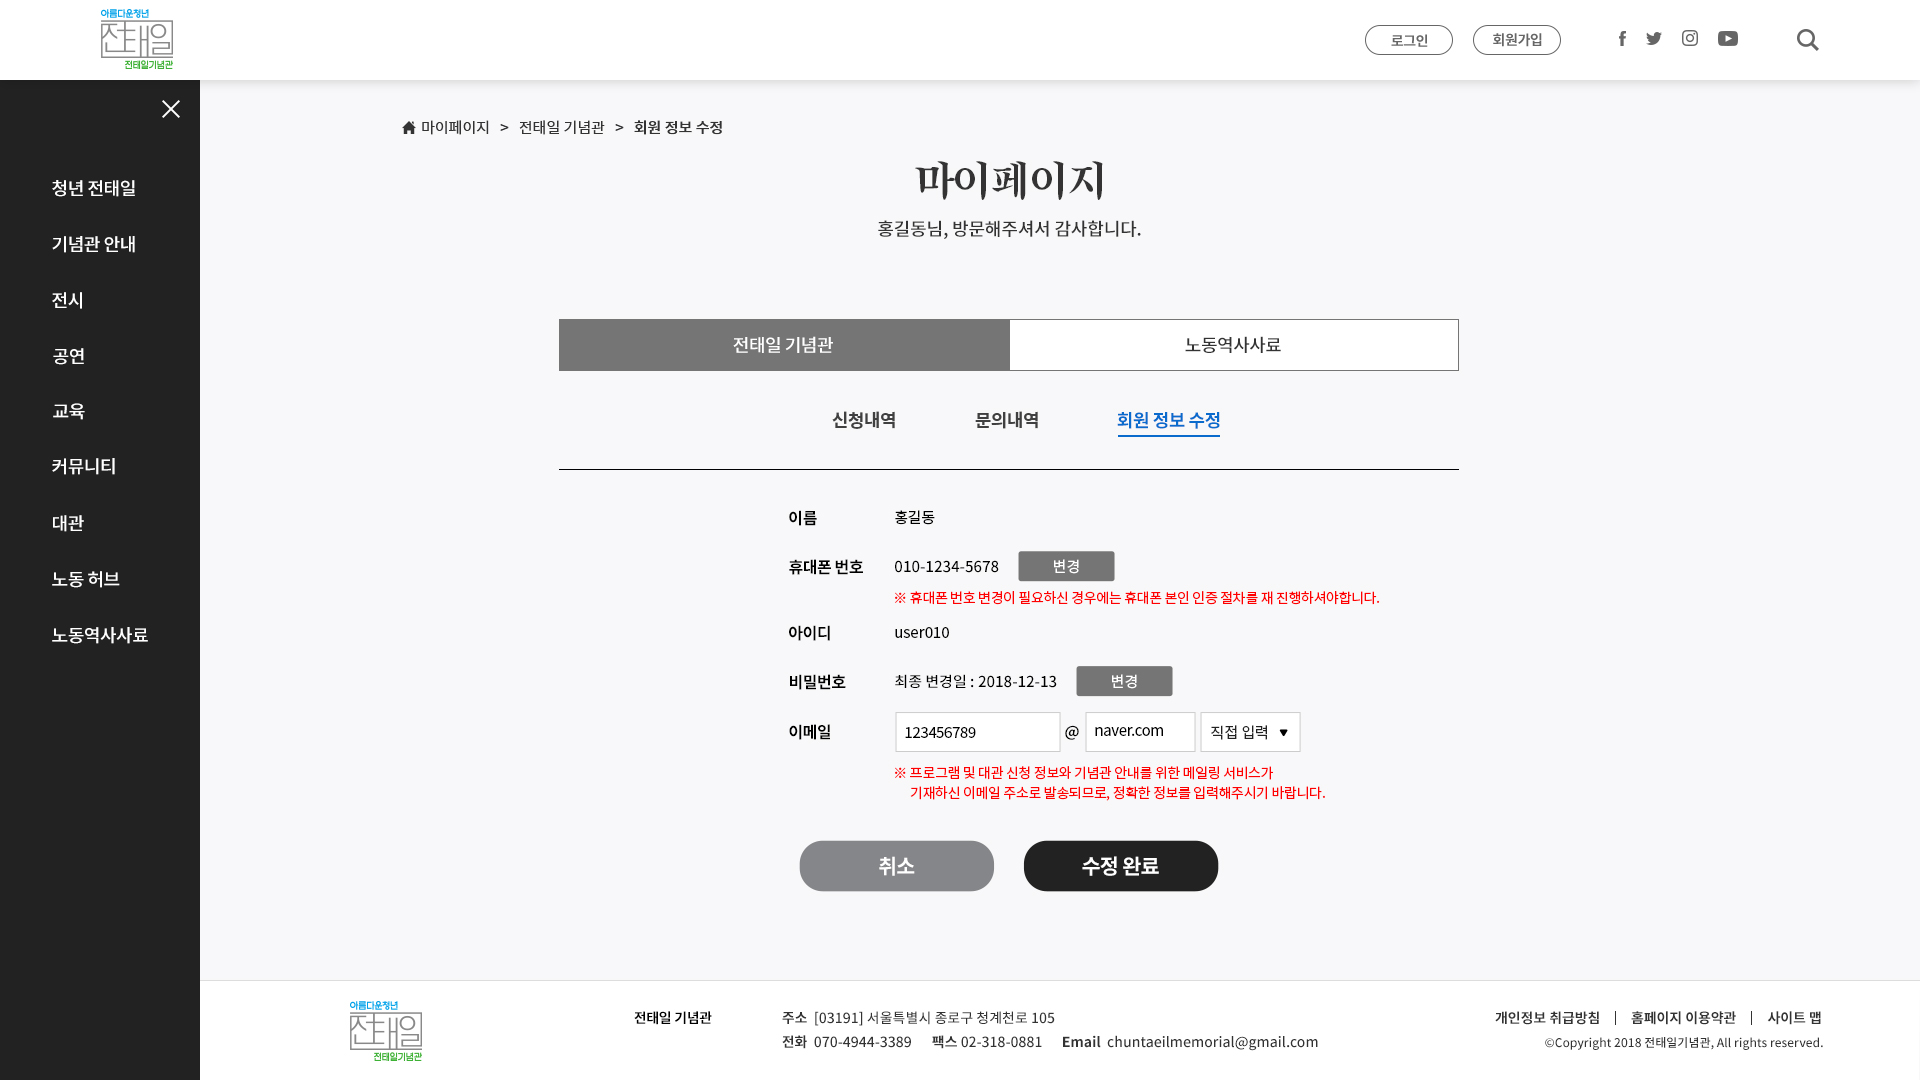 아름다운청년
전태일
전태일기념관
로그인
회원가입
청년 전태일
기념관 안내
전시
공연
교육
커뮤니티
대관
노동 허브
노동역사사료
마이페이지 > 전태일 기념관 > 회원 정보 수정
마이페이지
홍길동님, 방문해주셔서 감사합니다.
전태일 기념관
노동역사사료
신청내역
문의내역
회원 정보 수정
이름 홍길동
휴대폰 번호 010-1234-5678 변경
※ 휴대폰 번호 변경이 필요하신 경우에는 휴대폰 본인 인증 절차를 재 진행하셔야합니다.
아이디 user010
비밀번호 최종 변경일 : 2018-12-13 변경
이메일 123456789 @ naver.com 직접 입력 ▼
※ 프로그램 및 대관 신청 정보와 기념관 안내를 위한 메일링 서비스가
기재하신 이메일 주소로 발송되므로, 정확한 정보를 입력해주시기 바랍니다.
취소
수정 완료
아름다운청년
전태일
전태일기념관
전태일 기념관
주소 [03191] 서울특별시 종로구 청계천로 105
전화 070-4944-3389 팩스 02-318-0881 Email chuntaeilmemorial@gmail.com
개인정보 취급방침 | 홈페이지 이용약관 | 사이트 맵
©Copyright 2018 전태일기념관, All rights reserved.